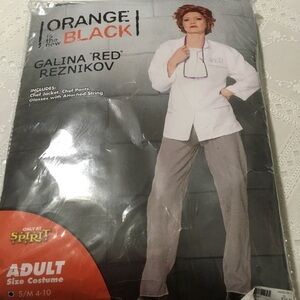 ORANGE
is the new
BLACK
GALINA 'RED'
REZNIKOV
INCLUDES:
Chef Jacket, Chef Pants,
Glasses with Attached String
ONLY AT
SPIRIT
ADULT
Size Costume
S/M 4-10